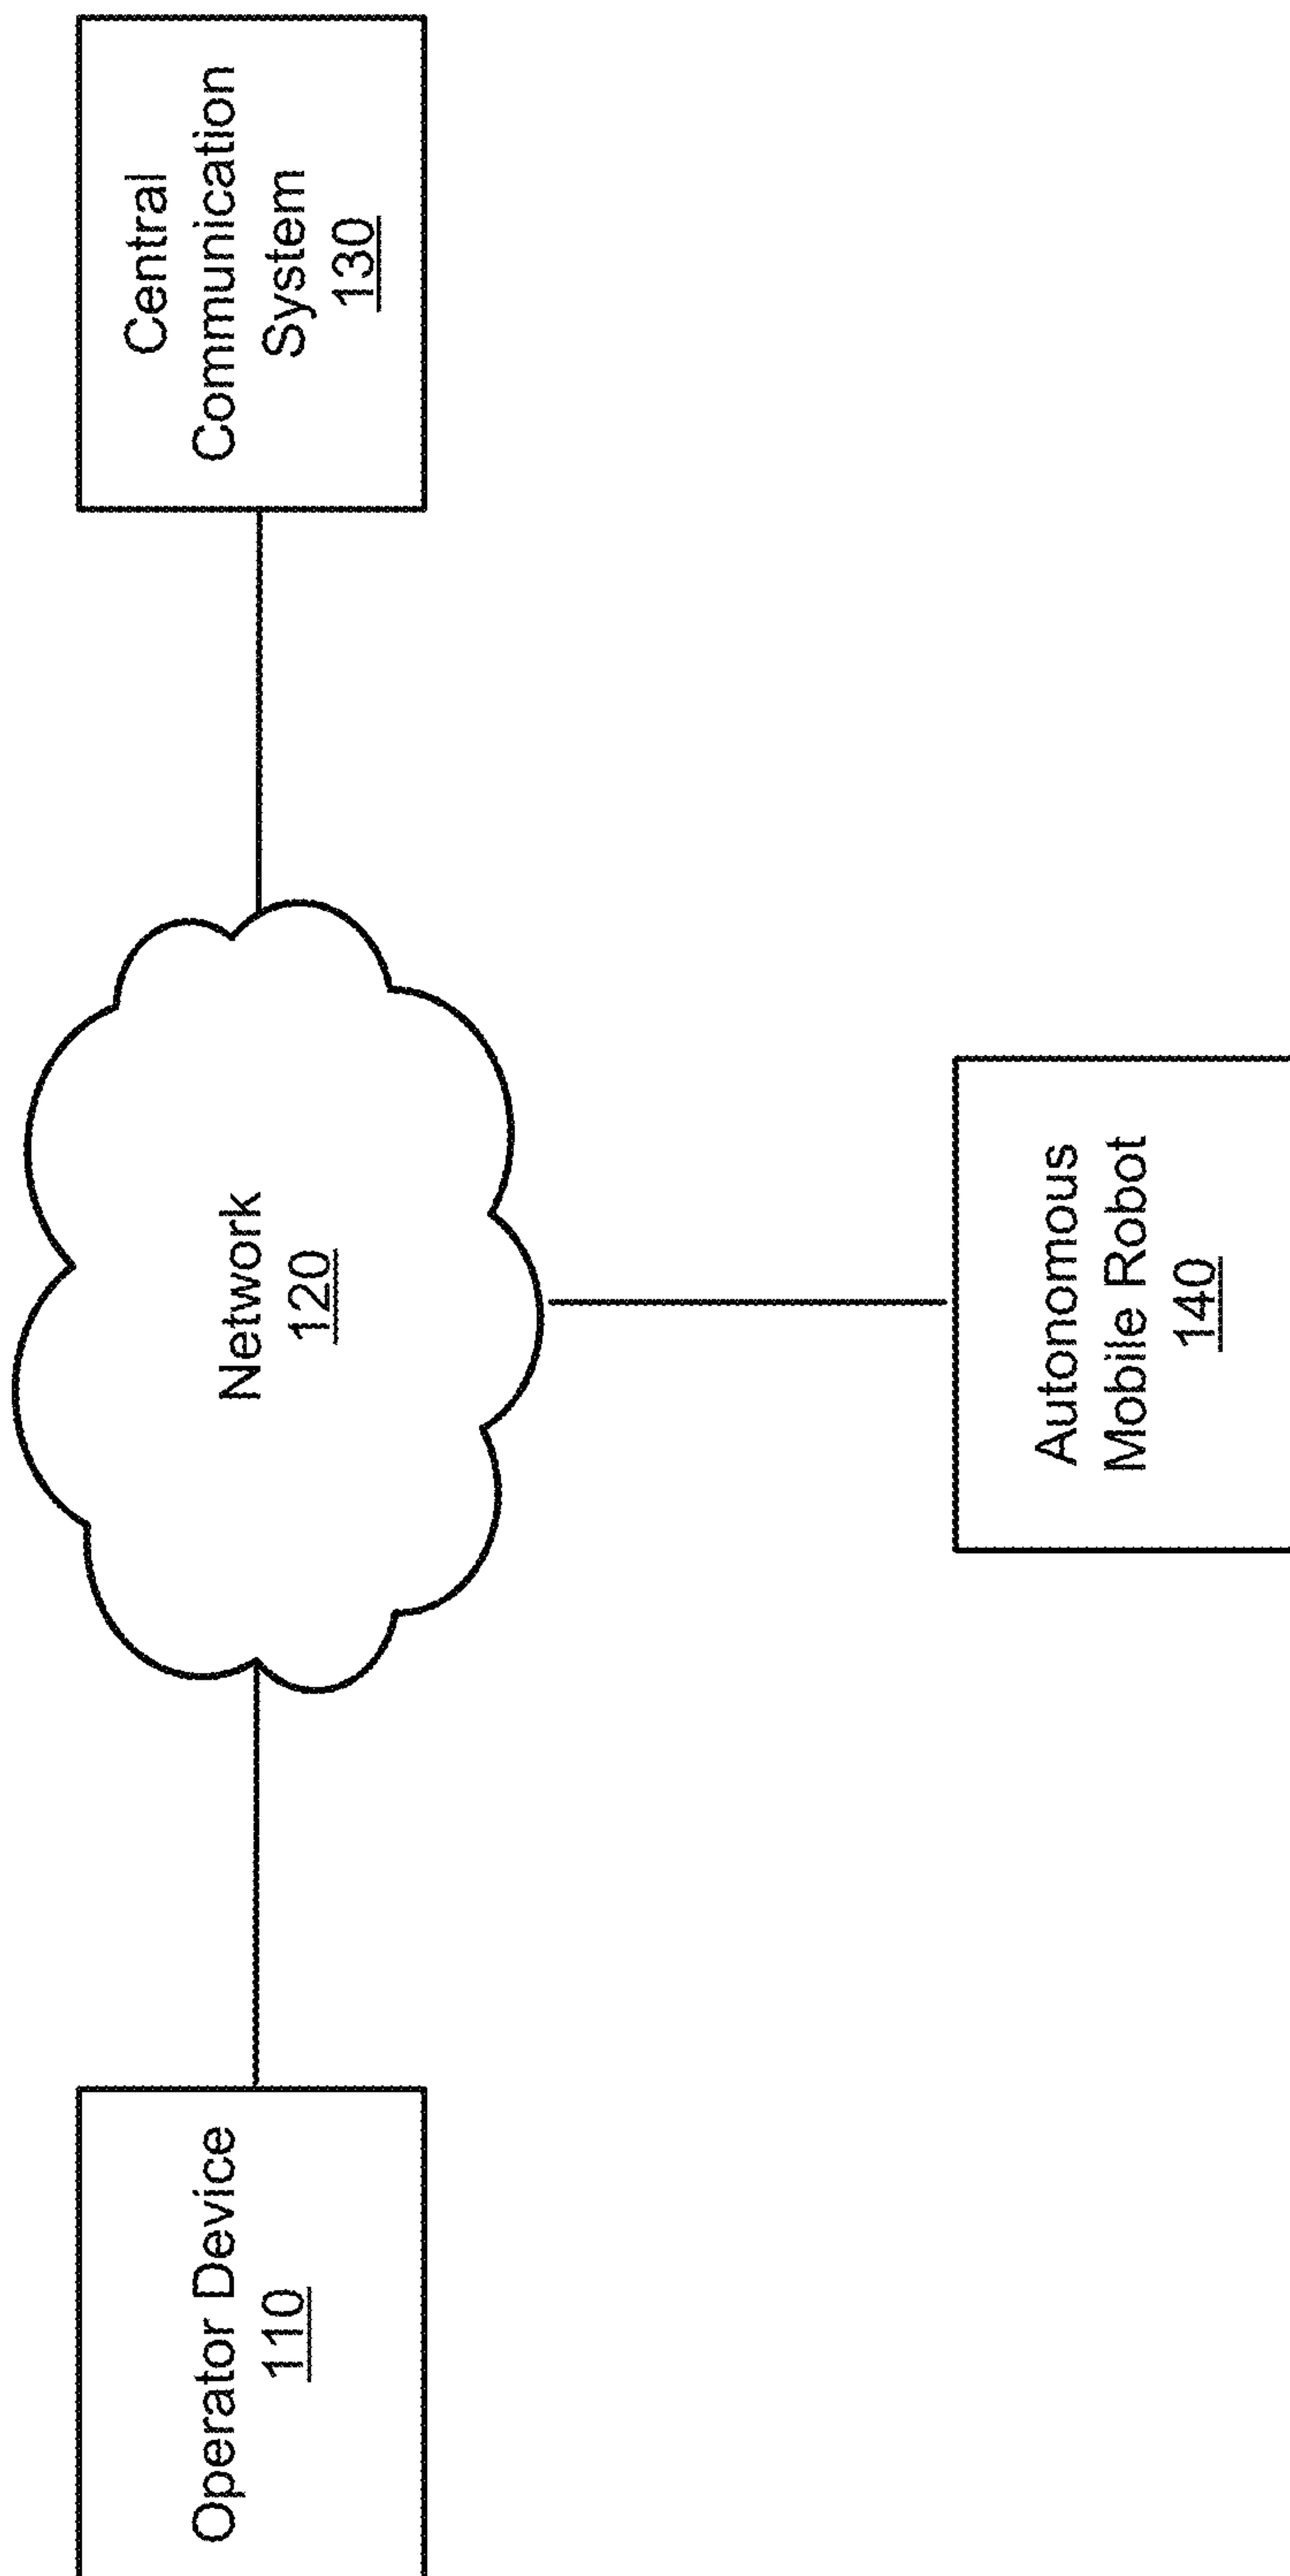 Operator Device
110
Network
120
Central
Communication
System
130
Autonomous
Mobile Robot
140